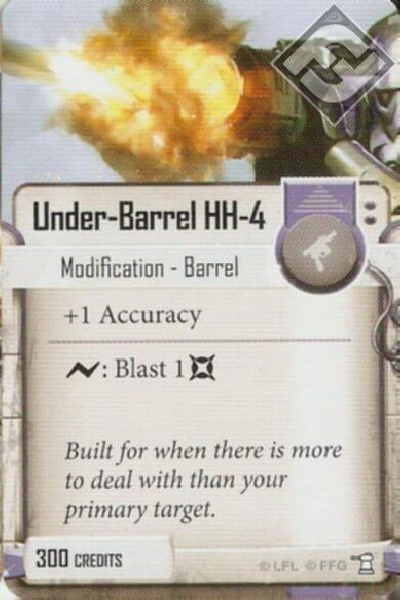 Under-Barrel HH-4
Modification - Barrel
+1 Accuracy
: Blast 1
Built for when there is more
to deal with than your
primary target.
300 CREDITS
©LFL ©FFG